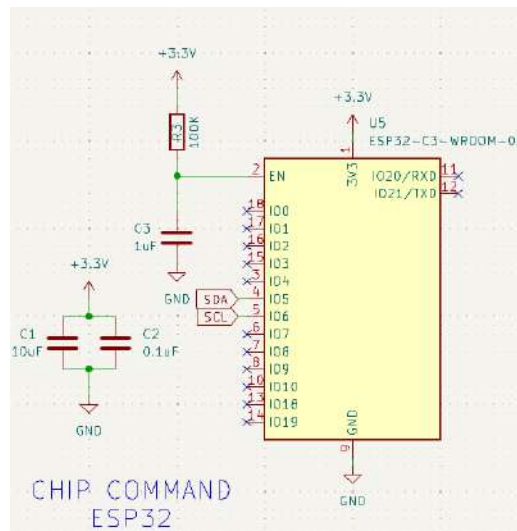 +3.3V
R3
100K
+3.3V
U5
ESP32-C3-WROOM-0
1
3V3
2
EN
IO20/RXD
11
IO21/TXD
12
18
IO0
17
IO1
16
IO2
15
IO3
3
IO4
C3
1uF
GND
SDA
4
IO5
SCL
5
IO6
6
IO7
7
IO8
8
IO9
10
IO10
13
IO18
14
IO19
+3.3V
C1
10uF
C2
0.1uF
GND
GND
9
GND
CHIP COMMAND
ESP32